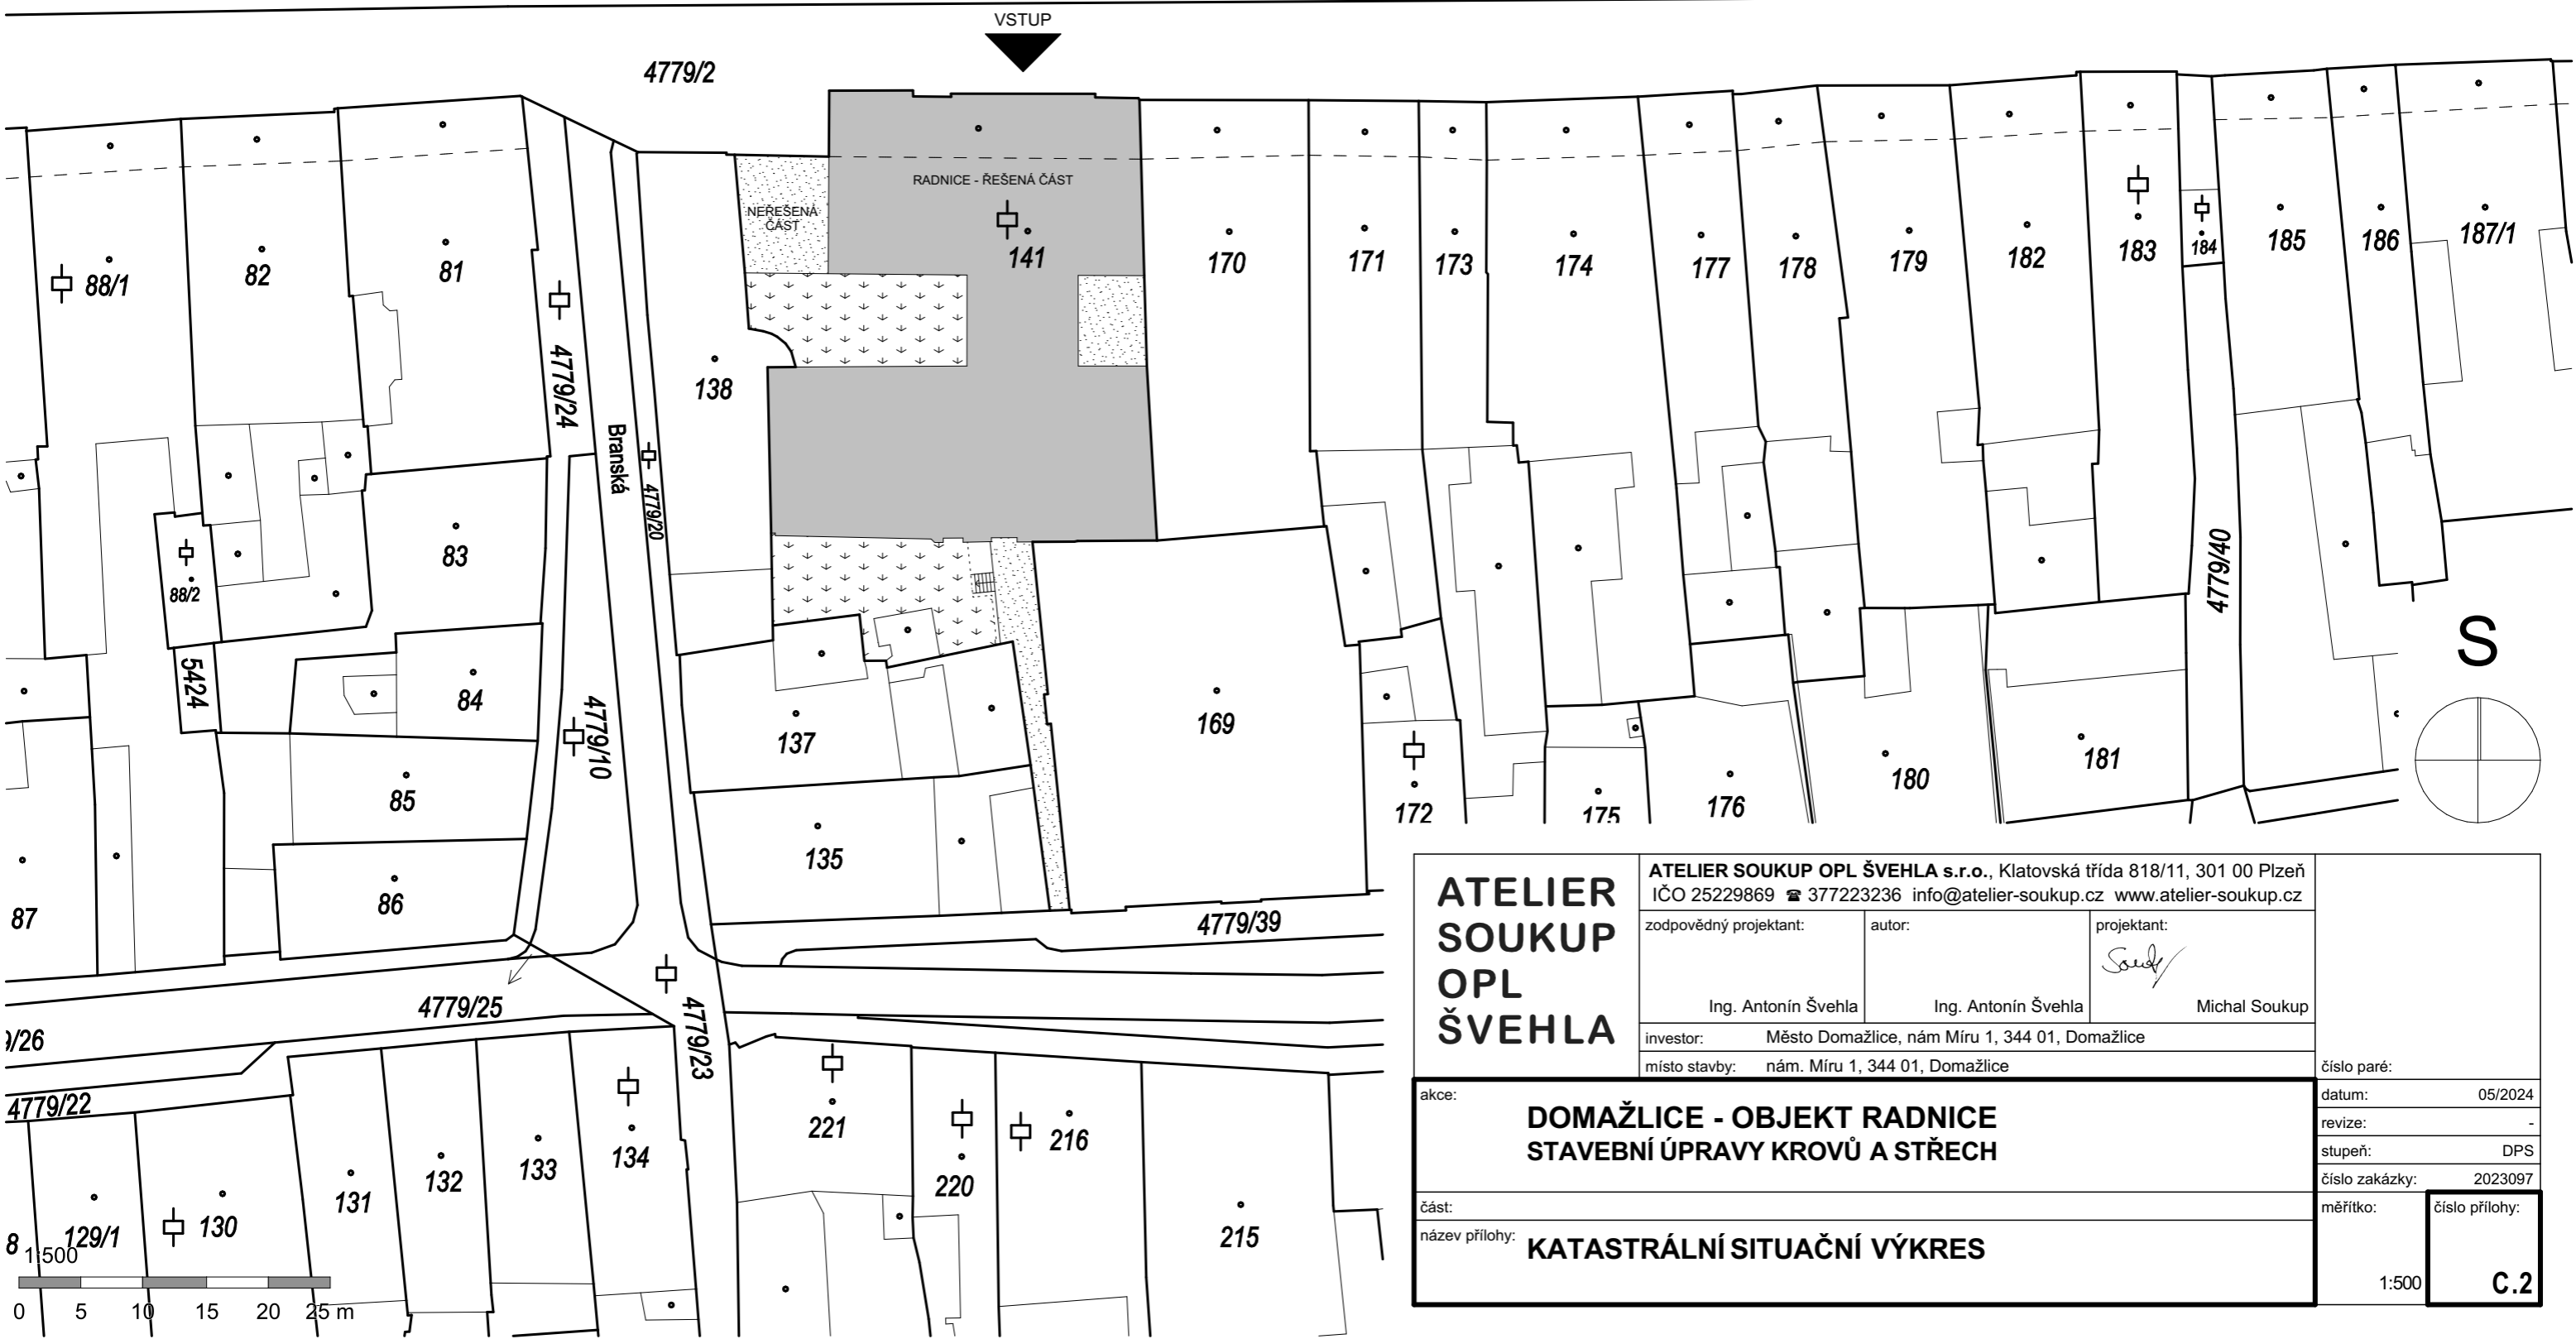 VSTUP
4779/2
RADNICE - ŘEŠENÁ ČÁST
NEŘEŠENÁ
ČÁST
88/1
82
81
141
170
171
173
174
177
178
179
182
183
184
185
186
187/1
4779/24
138
Branská
4779/20
83
88/2
4779/40
S
5424
84
4779/10
137
169
85
172
175
176
180
181
135
86
87
4779/39
4779/25
4779/23
4779/22
221
216
134
133
132
131
220
130
129/1
8
215
1:500
0 5 10 15 20 25 m
ATELIER
SOUKUP
OPL
ŠVEHLA
ATELIER SOUKUP OPL ŠVEHLA s.r.o., Klatovská třída 818/11, 301 00 Plzeň
IČO 25229869 ☎ 377223236 info@atelier-soukup.cz www.atelier-soukup.cz
zodpovědný projektant: autor: projektant:
Ing. Antonín Švehla Ing. Antonín Švehla Michal Soukup
investor: Město Domažlice, nám Míru 1, 344 01, Domažlice
místo stavby: nám. Míru 1, 344 01, Domažlice
číslo paré:
akce:
DOMAŽLICE - OBJEKT RADNICE
STAVEBNÍ ÚPRAVY KROVŮ A STŘECH
datum: 05/2024
revize: -
stupeň: DPS
číslo zakázky: 2023097
část:
název přílohy: KATASTRÁLNÍ SITUAČNÍ VÝKRES
měřítko:
1:500
číslo přílohy:
C.2